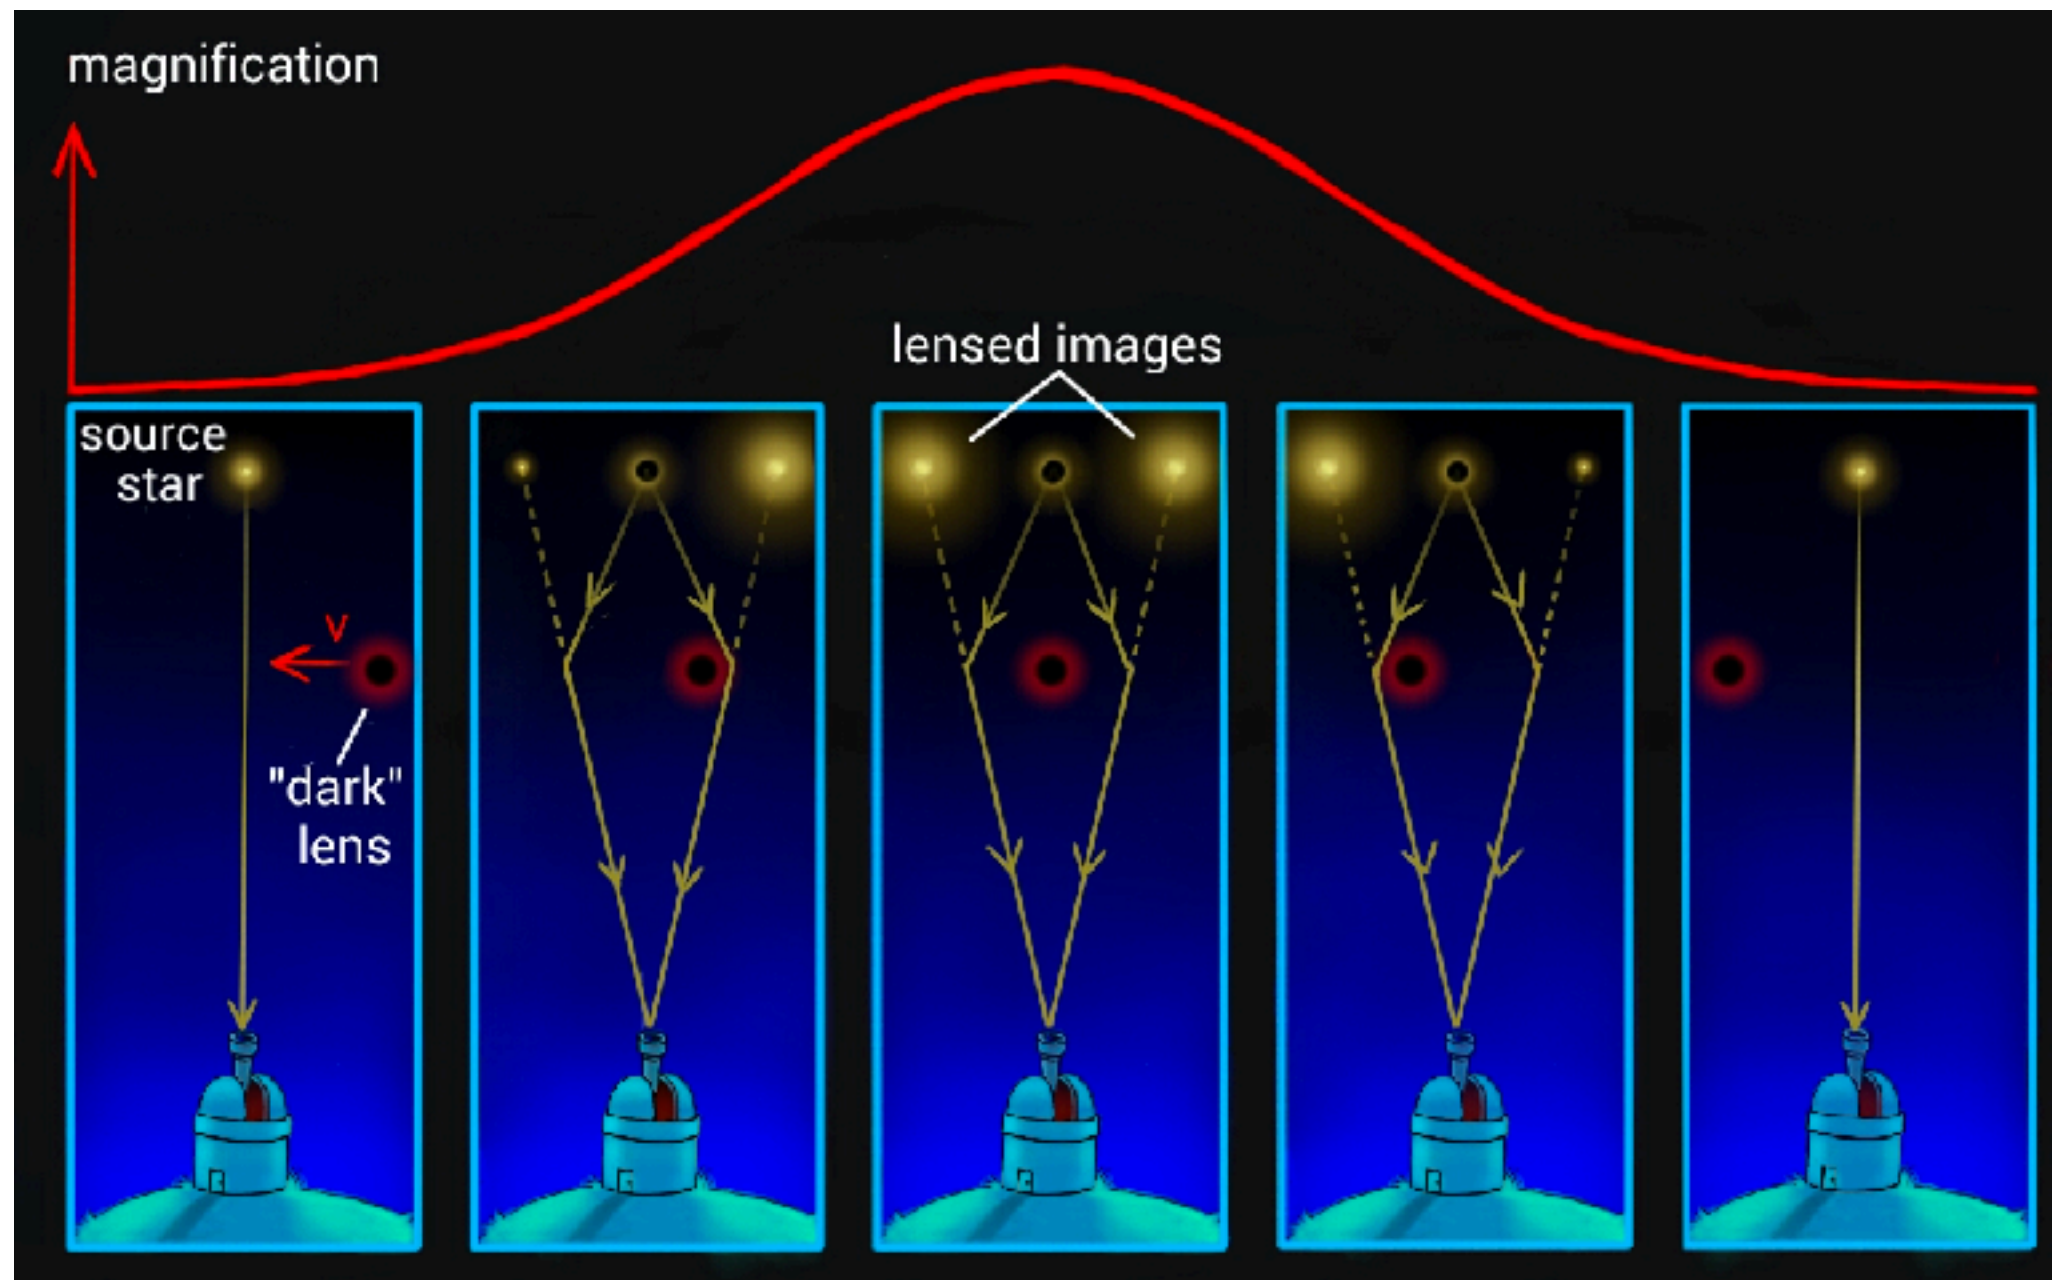 magnification
lensed images
source
star
v
"dark"
lens